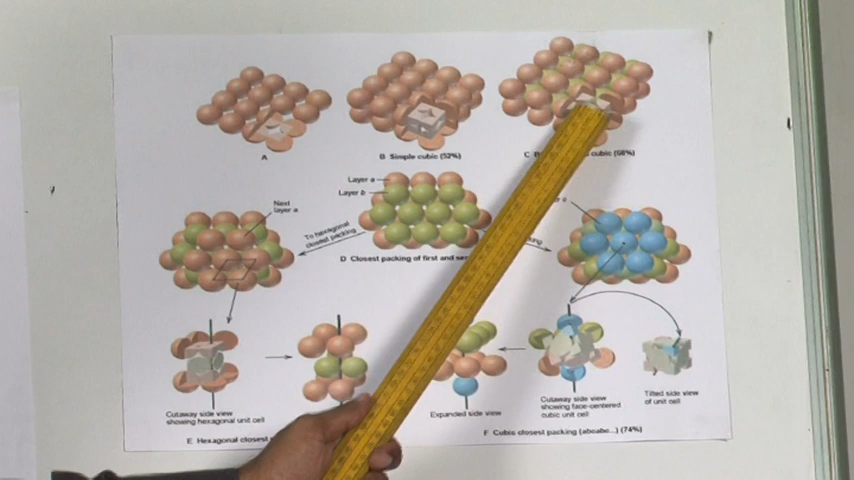 A
B Simple cubic (52%)
C
cubic (68%)
Layer a
Layer b
Next
layer a
To hexagonal
closest packing
D Closest packing of first and
Cutaway side view
showing hexagonal unit cell
Expanded side view
Cutaway side view
showing face-centered
cubic unit cell
Tilted side view
of unit cell
E Hexagonal closest
F Cubic closest packing (abcabc...) (74%)